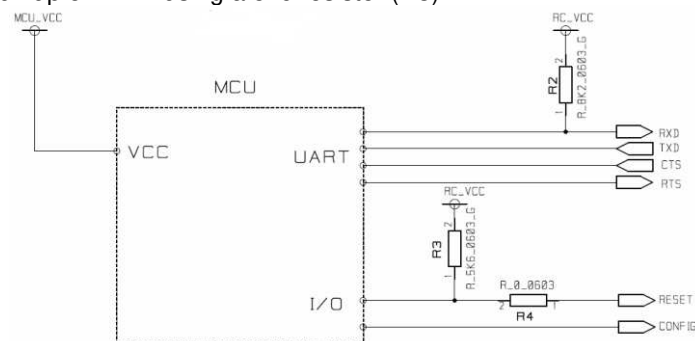 MCU_VCC
RC_VCC
MCU
R2
R_8K2_0603_G
2
1
VCC
UART
RXD
TXD
CTS
RTS
RC_VCC
R3
R_5K6_0603_G
2
1
I/O
R_0_0603
2
1
R4
RESET
CONFIG